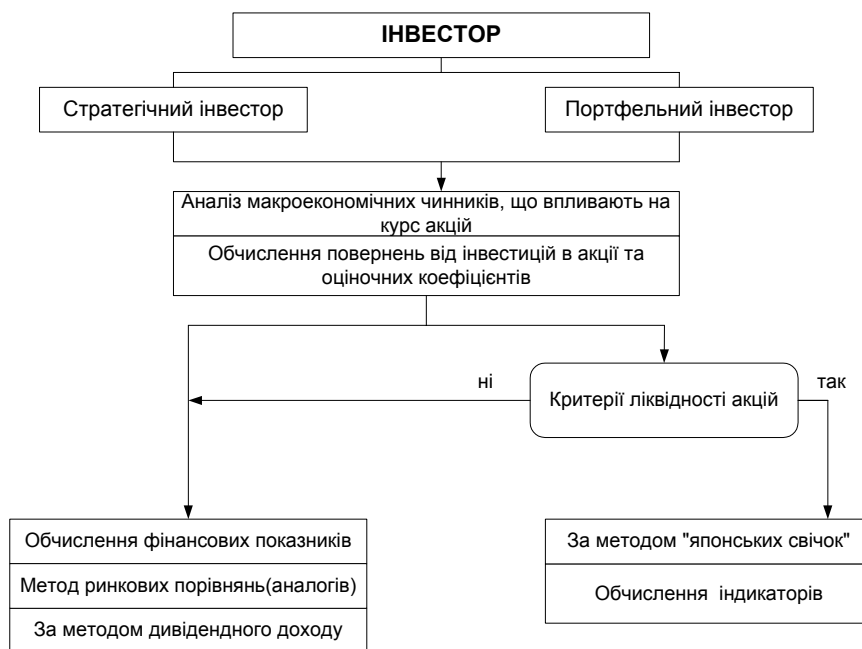 ІНВЕСТОР
Стратегічний інвестор
Портфельний інвестор
Аналіз макроекономічних чинників, що впливають на
курс акцій
Обчислення повернень від інвестицій в акції та
оціночних коефіцієнтів
ні
так
Критерії ліквідності акцій
Обчислення фінансових показників
Метод ринкових порівнянь(аналогів)
За методом дивідендного доходу
За методом "японських свічок"
Обчислення індикаторів